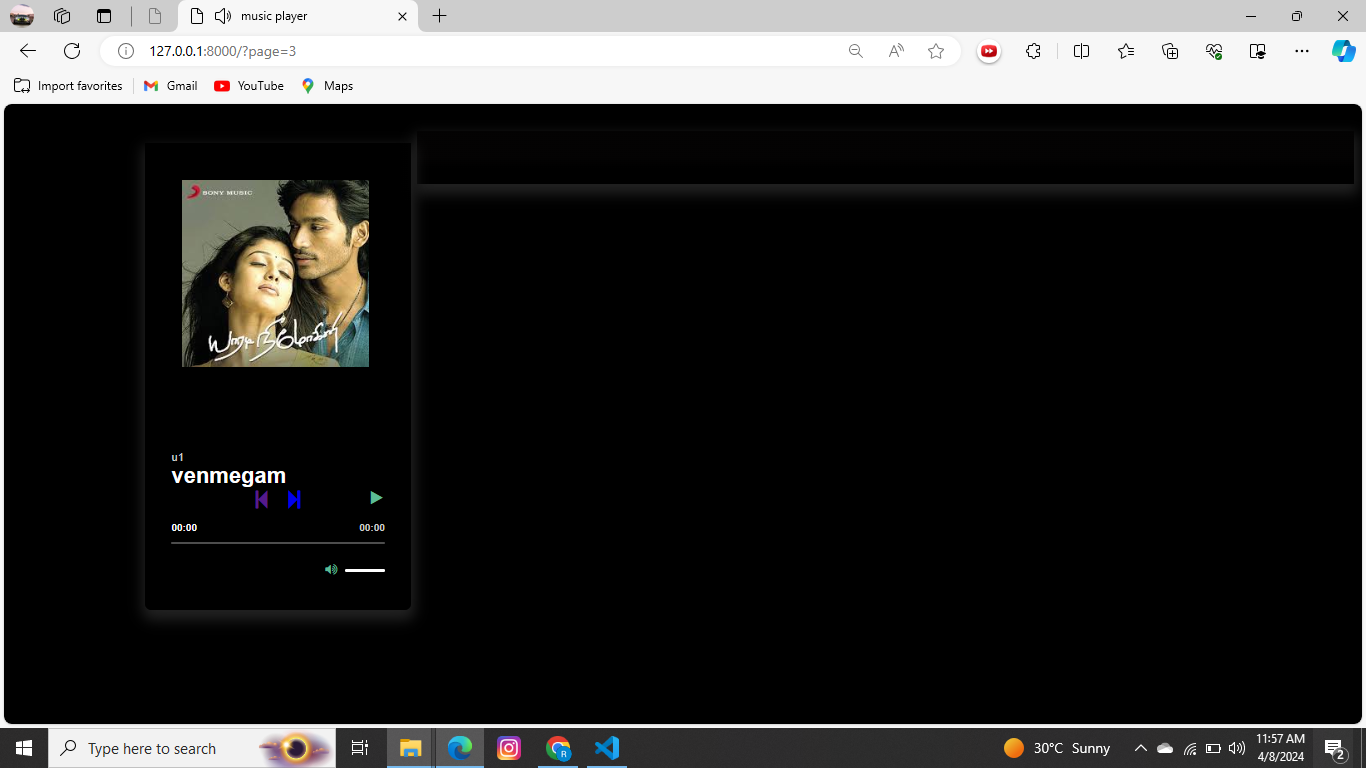 music player
127.0.0.1:8000/?page=3
Import favorites
Gmail
YouTube
Maps
SONY MUSIC
யாரடி நீ மோகினி
u1
venmegam
00:00
00:00
Type here to search
R
30°C Sunny
11:57 AM
4/8/2024
2